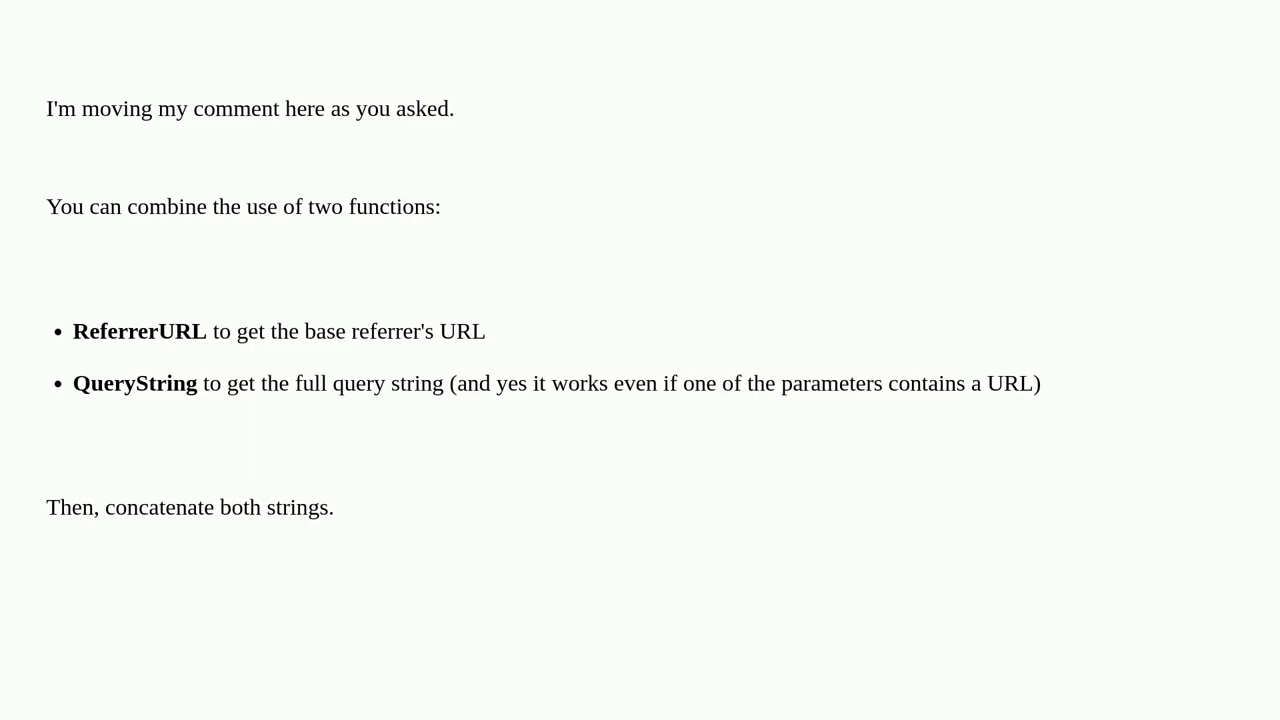 I'm moving my comment here as you asked.
You can combine the use of two functions:
• ReferrerURL to get the base referrer's URL
• QueryString to get the full query string (and yes it works even if one of the parameters contains a URL)
Then, concatenate both strings.